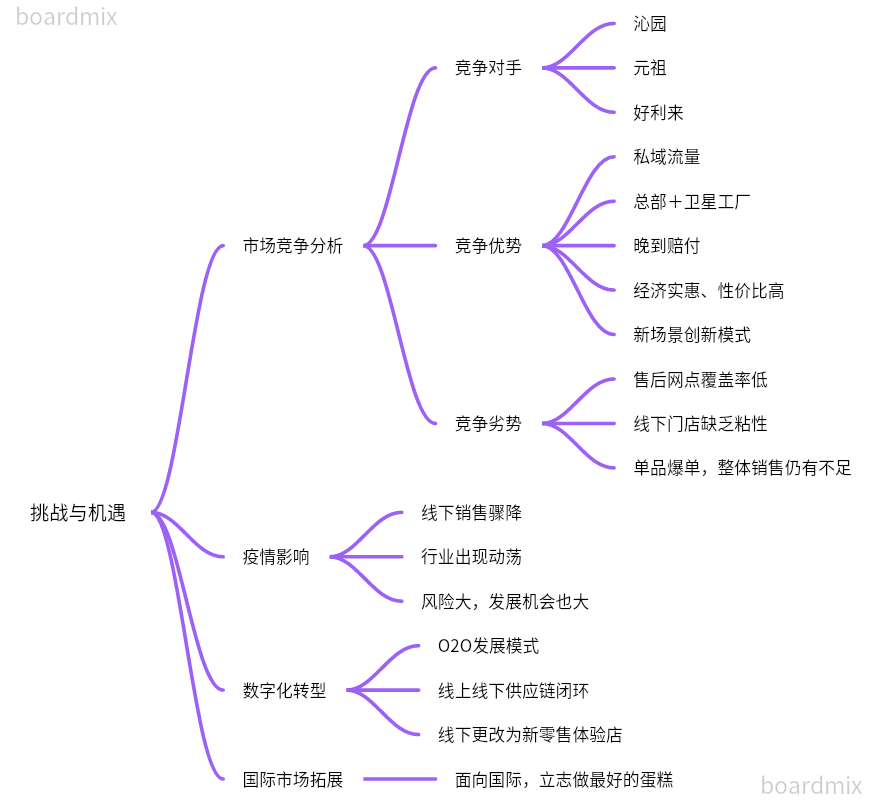 boardmix
挑战与机遇
市场竞争分析
竞争对手
沁园
元祖
好利来
竞争优势
私域流量
总部＋卫星工厂
晚到赔付
经济实惠、性价比高
新场景创新模式
竞争劣势
售后网点覆盖率低
线下门店缺乏粘性
单品爆单，整体销售仍有不足
疫情影响
线下销售骤降
行业出现动荡
风险大，发展机会也大
数字化转型
O2O发展模式
线上线下供应链闭环
线下更改为新零售体验店
国际市场拓展
面向国际，立志做最好的蛋糕
boardmix